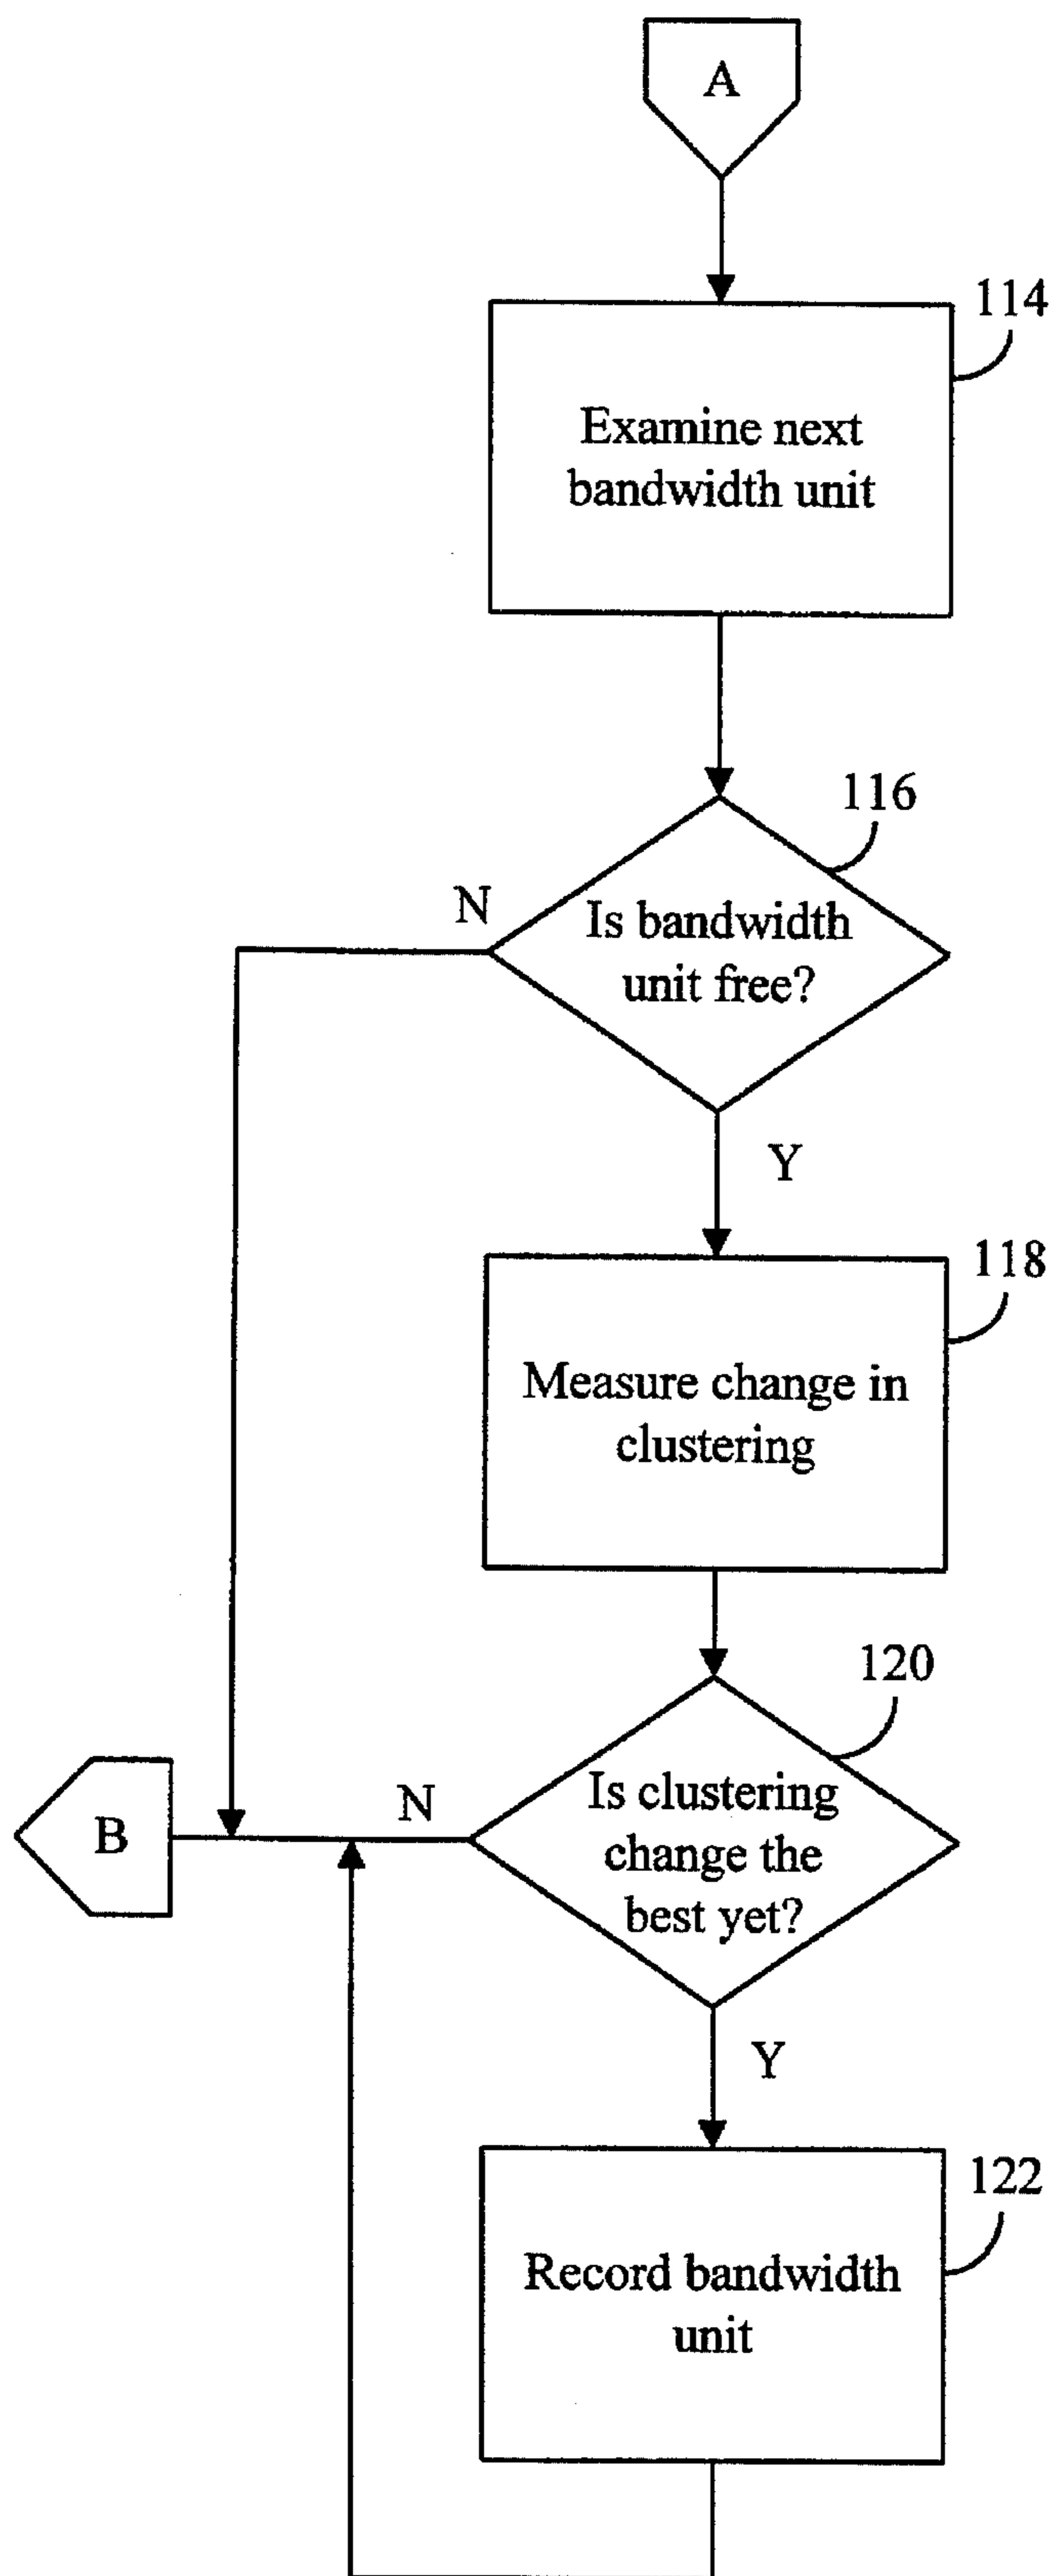 A
114
Examine next
bandwidth unit
116
N
Is bandwidth
unit free?
Y
118
Measure change in
clustering
120
B
N
Is clustering
change the
best yet?
Y
122
Record bandwidth
unit